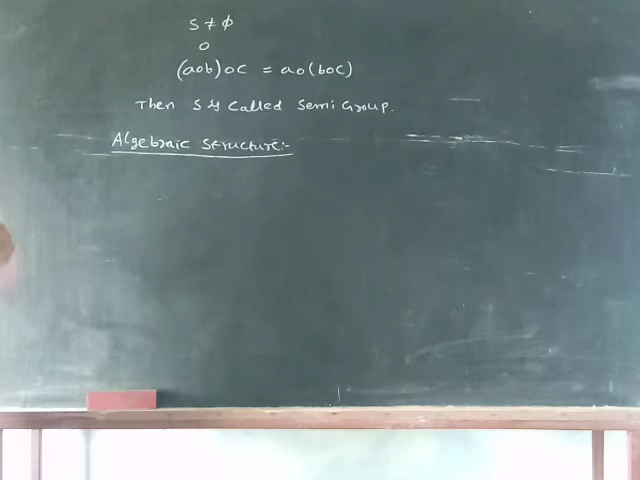 S ≠ ϕ
o
(aob)oc = ao(boc)
Then S is called Semi Group.
Algebraic Structure:-